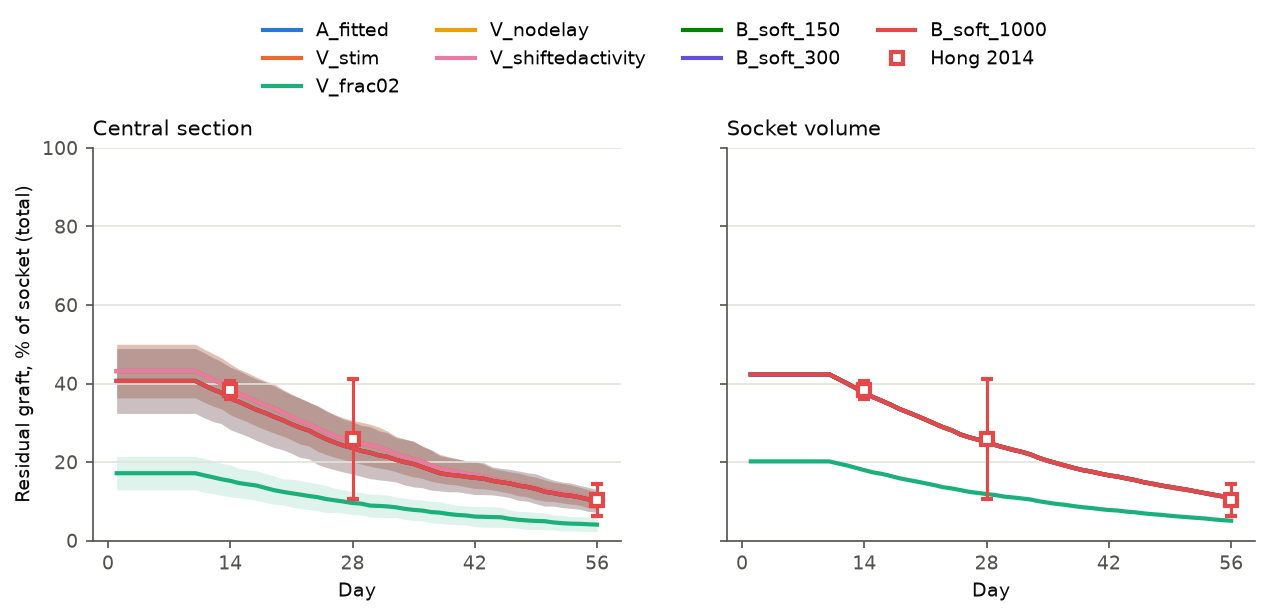 A_fitted V_nodelay B_soft_150 B_soft_1000
V_stim V_shiftedactivity B_soft_300 Hong 2014
V_frac02
Central section Socket volume
Residual graft, % of socket (total)
100
80
60
40
20
0
0 14 28 42 56 0 14 28 42 56
Day Day